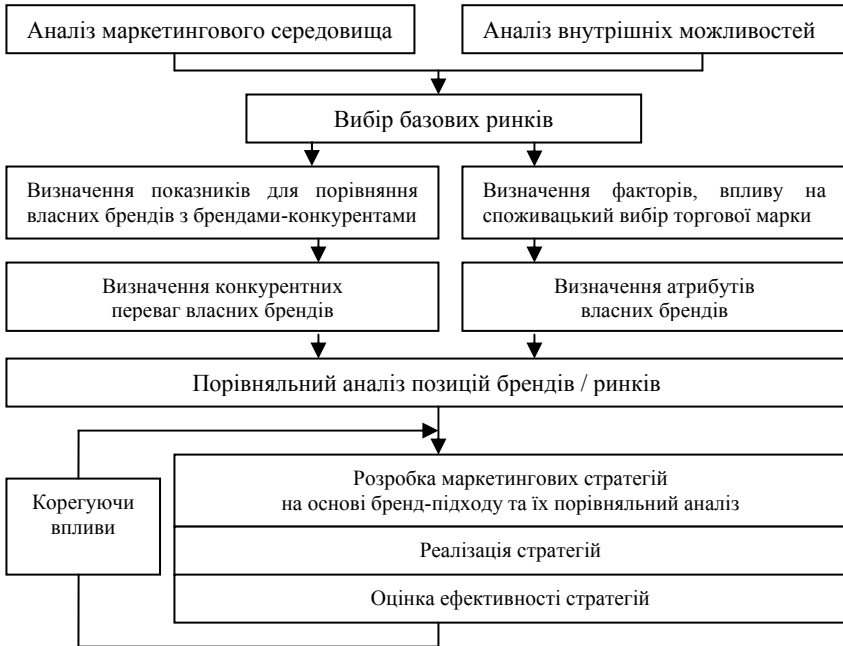 Аналіз маркетингового середовища
Аналіз внутрішніх можливостей
Вибір базових ринків
Визначення показників для порівняння
власних брендів з брендами-конкурентами
Визначення факторів, впливу на
споживацький вибір торгової марки
Визначення конкурентних
переваг власних брендів
Визначення атрибутів
власних брендів
Порівняльний аналіз позицій брендів / ринків
Розробка маркетингових стратегій
на основі бренд-підходу та їх порівняльний аналіз
Корегуючи
впливи
Реалізація стратегій
Оцінка ефективності стратегій